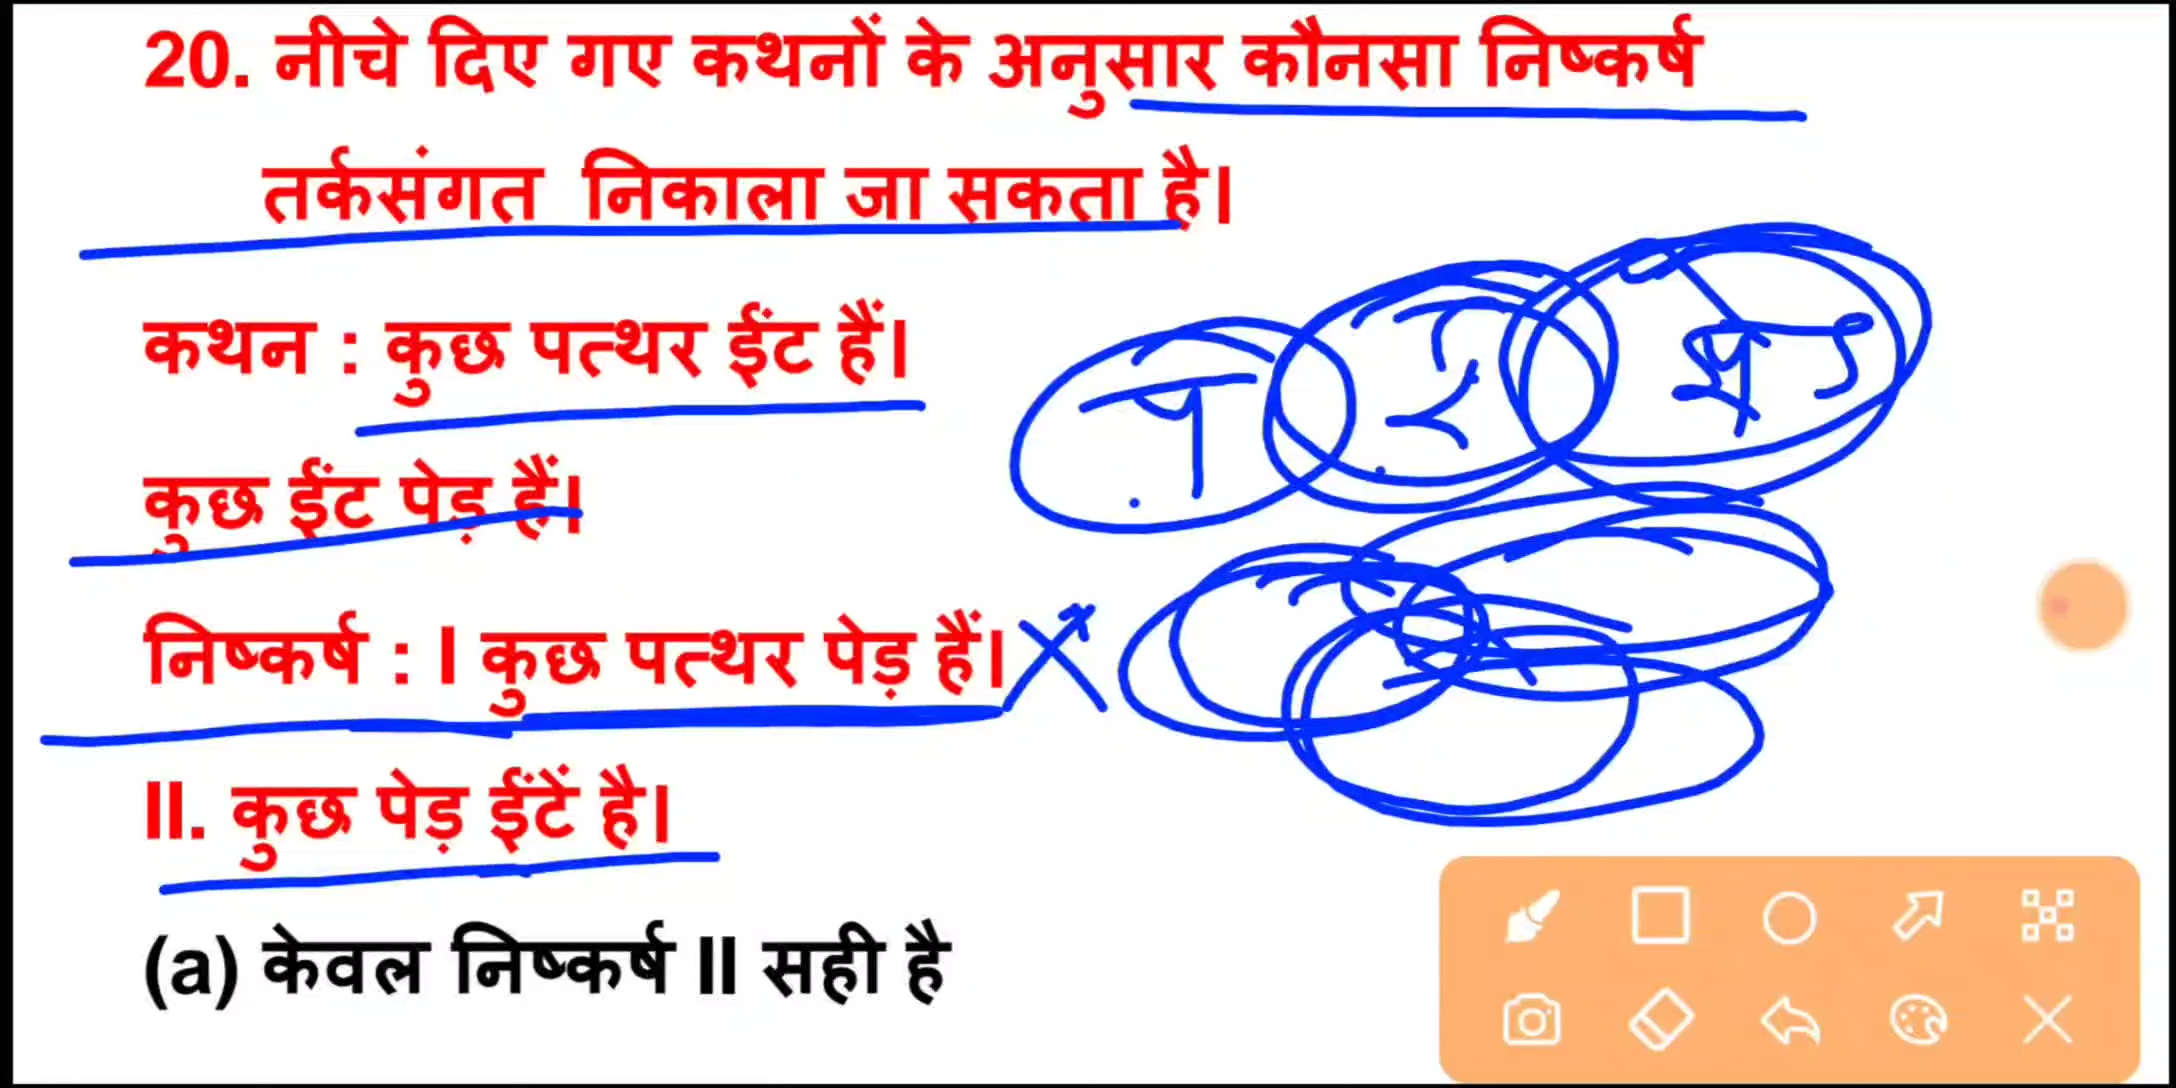 20. नीचे दिए गए कथनों के अनुसार कौनसा निष्कर्ष
तर्कसंगत निकाला जा सकता है।
कथन : कुछ पत्थर ईंट हैं।
कुछ ईंट पेड़ हैं।
निष्कर्ष : I कुछ पत्थर पेड़ हैं।
II. कुछ पेड़ ईंटें है।
(a) केवल निष्कर्ष II सही है